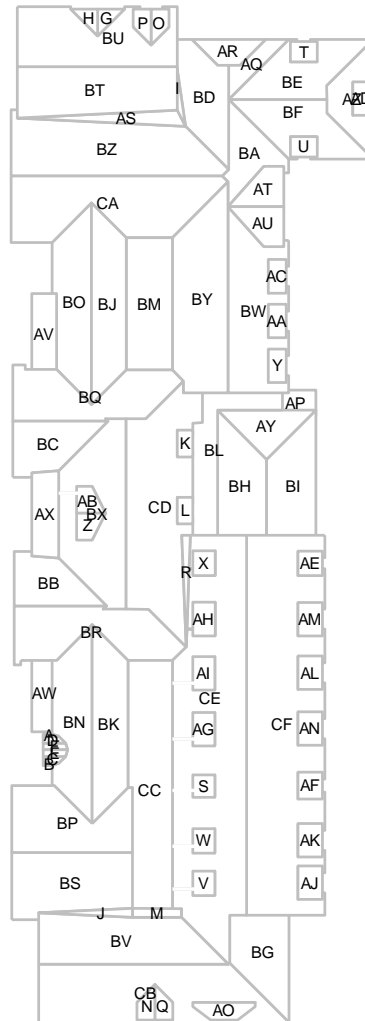 H G P O
BU
AR
AQ
T
BT
I
BD
BE
AZ
AS
BF
BZ
BA
U
AT
CA
AU
BO BJ BM BY
AC
BW
AV
AA
Y
BQ
AP
BC
K
BL
AY
AX
AB
BX
CD
L
BH BI
Z
BB
R
X AE
BR
AH AM
AI AL
AW
CE
BN BK
AG
CF
AN
A
D
E
C
B
CC
S AF
BP
W AK
BS
V AJ
J M
BV
BG
CB
N Q
AO